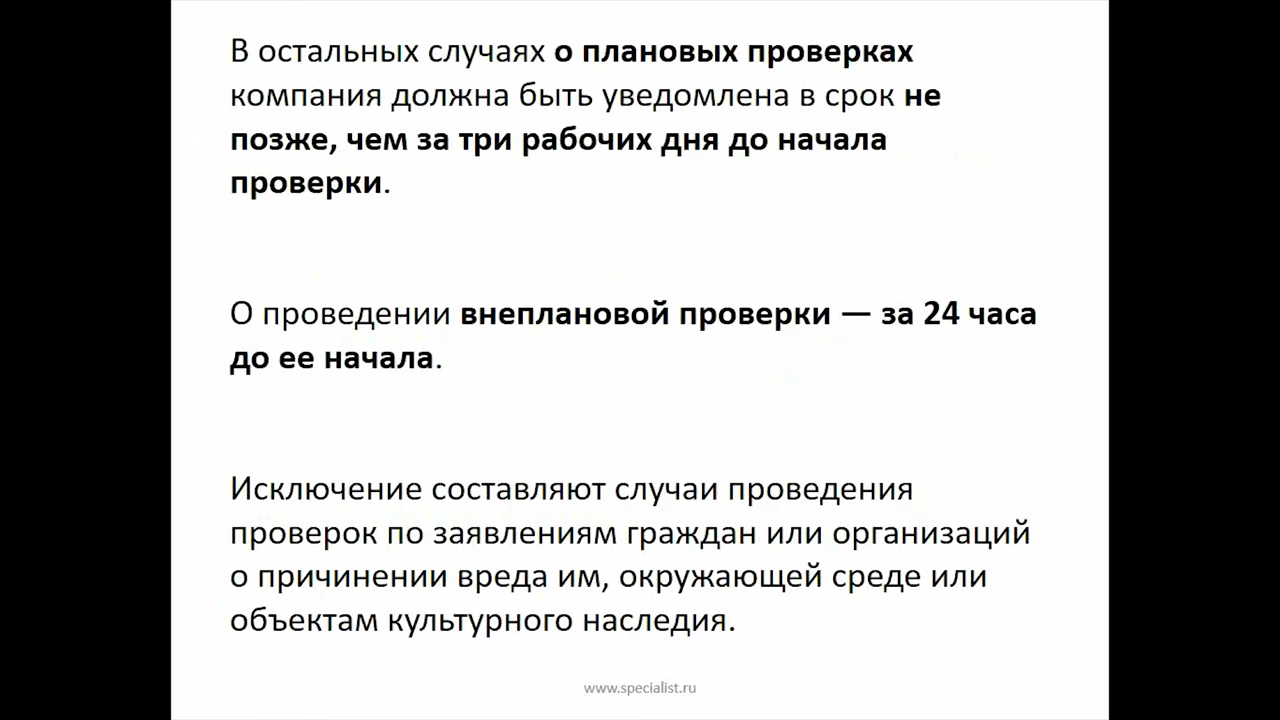 В остальных случаях о плановых проверках
компания должна быть уведомлена в срок не
позже, чем за три рабочих дня до начала
проверки.
О проведении внеплановой проверки — за 24 часа
до ее начала.
Исключение составляют случаи проведения
проверок по заявлениям граждан или организаций
о причинении вреда им, окружающей среде или
объектам культурного наследия.
www.specialist.ru